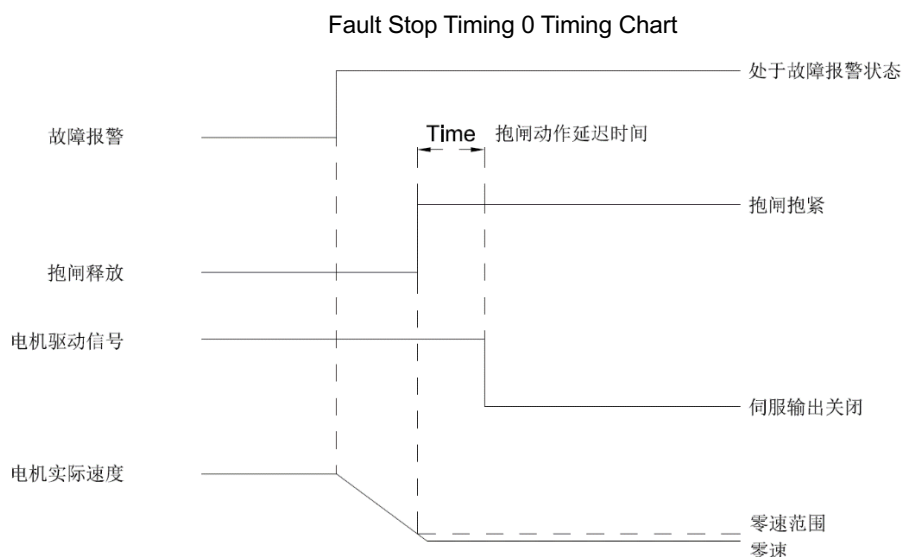 Fault Stop Timing 0 Timing Chart
处于故障报警状态
故障报警
Time 抱闸动作延迟时间
抱闸抱紧
抱闸释放
电机驱动信号
伺服输出关闭
电机实际速度
零速范围
零速